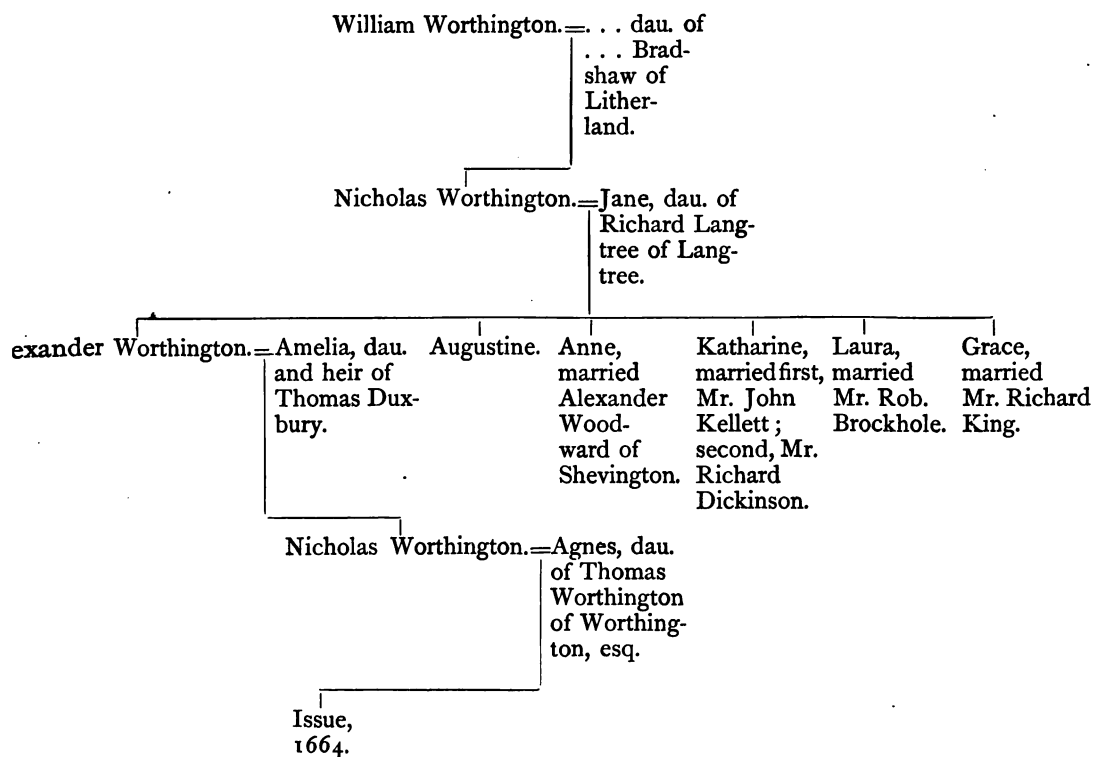 William Worthington.=. . . dau. of
. . . Brad-
shaw of
Lither-
land.
Nicholas Worthington.=Jane, dau. of
Richard Lang-
tree of Lang-
tree.
exander Worthington.=Amelia, dau.
and heir of
Thomas Dux-
bury.
Augustine.
Anne,
married
Alexander
Wood-
ward of
Shevington.
Katharine,
married first,
Mr. John
Kellett ;
second, Mr.
Richard
Dickinson.
Laura,
married
Mr. Rob.
Brockhole.
Grace,
married
Mr. Richard
King.
Nicholas Worthington.=Agnes, dau.
of Thomas
Worthington
of Worthing-
ton, esq.
Issue,
1664.